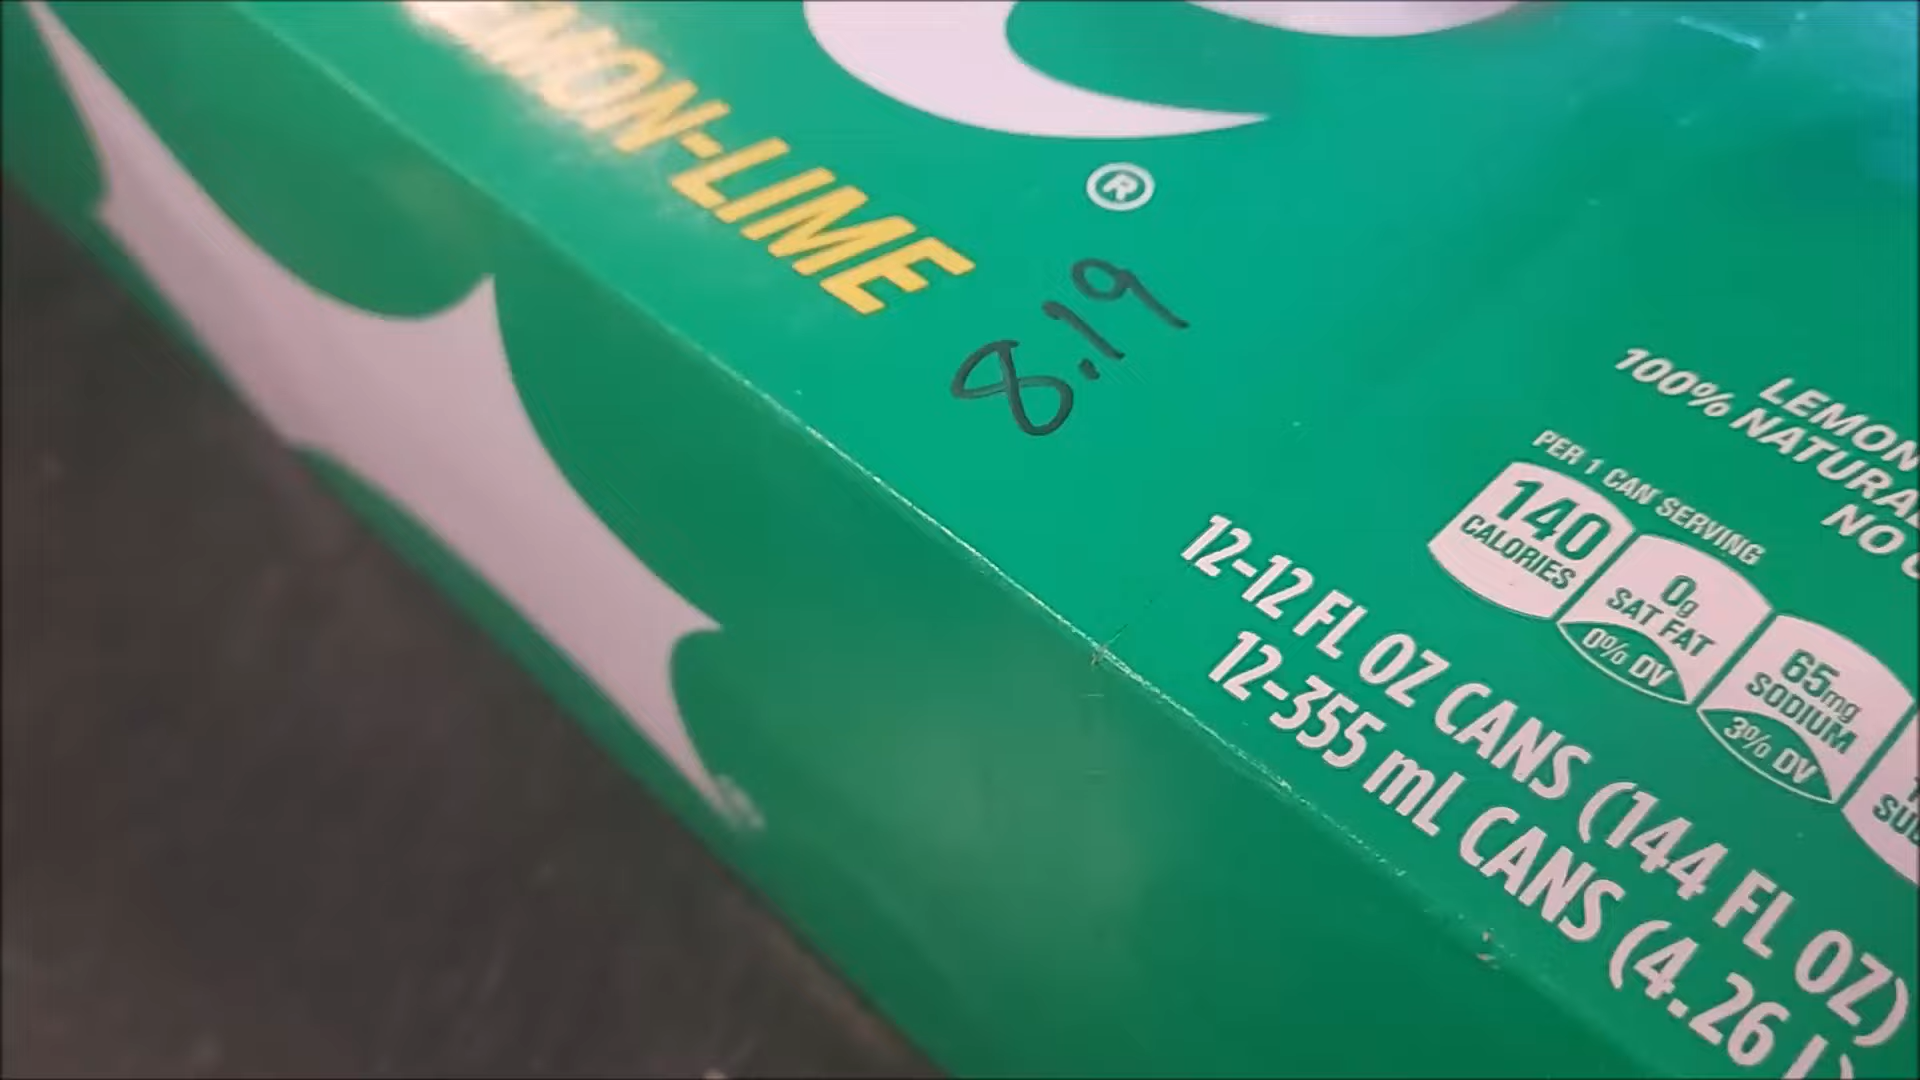 LEMON-LIME
®
8.19
LEMON
100% NATURAL
NO
PER 1 CAN SERVING
140
CALORIES
0g
SAT FAT
0% DV
65mg
SODIUM
3% DV
12-12 FL OZ CANS (144 FL OZ)
12-355 mL CANS (4.26 L)